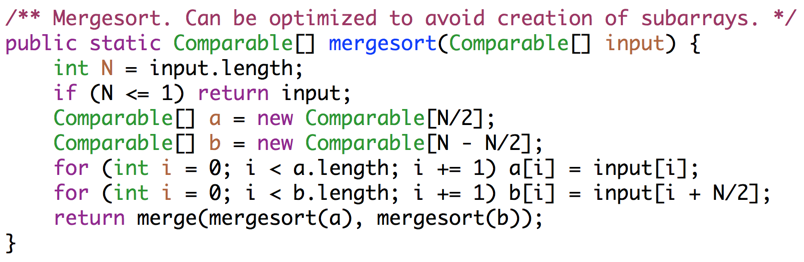 /** Mergesort. Can be optimized to avoid creation of subarrays. */
public static Comparable[] mergesort(Comparable[] input) {
    int N = input.length;
    if (N <= 1) return input;
    Comparable[] a = new Comparable[N/2];
    Comparable[] b = new Comparable[N - N/2];
    for (int i = 0; i < a.length; i += 1) a[i] = input[i];
    for (int i = 0; i < b.length; i += 1) b[i] = input[i + N/2];
    return merge(mergesort(a), mergesort(b));
}